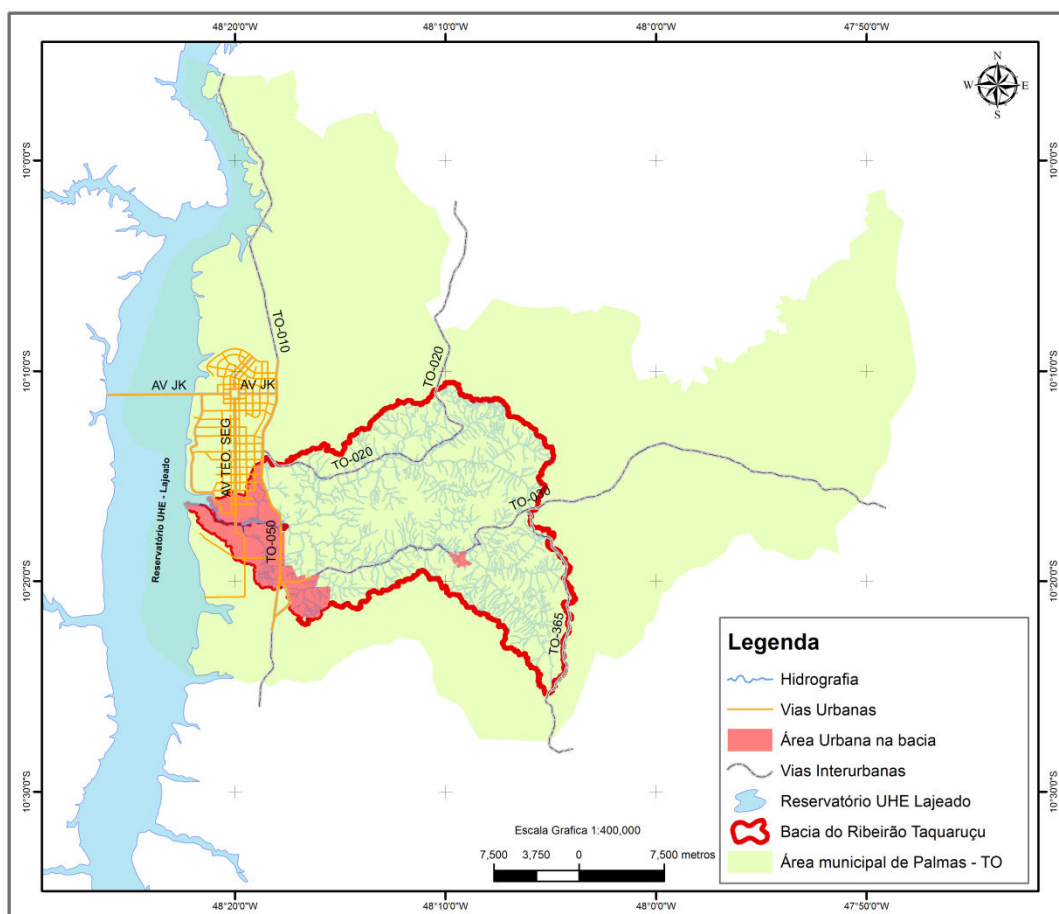 48°20'0"W
48°10'0"W
48°0'0"W
47°50'0"W
N
W
E
S
10°0'0"S
10°0'0"S
TO-010
TO-020
10°10'0"S
10°10'0"S
AV JK
AV JK
AV TEO. SEG.
TO-020
TO-030
Reservatório UHE - Lajeado
TO-050
10°20'0"S
10°20'0"S
TO-365
10°30'0"S
10°30'0"S
Legenda
Hidrografia
Vias Urbanas
Área Urbana na bacia
Vias Interurbanas
Reservatório UHE Lajeado
Bacia do Ribeirão Taquaruçu
Área municipal de Palmas - TO
Escala Grafica 1:400,000
7,500 3,750 0 7,500 metros
48°20'0"W
48°10'0"W
48°0'0"W
47°50'0"W